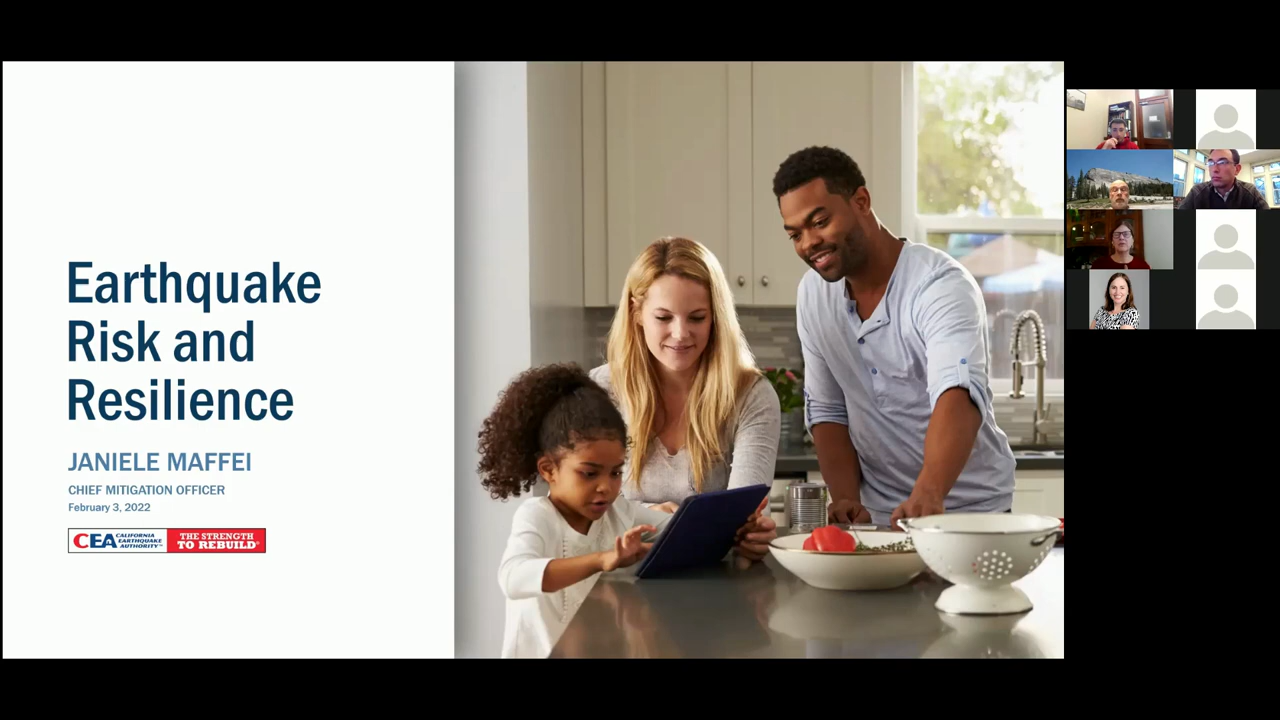 Earthquake
Risk and
Resilience
JANIELE MAFFEI
CHIEF MITIGATION OFFICER
February 3, 2022
CEA CALIFORNIA EARTHQUAKE AUTHORITY™
THE STRENGTH TO REBUILD®